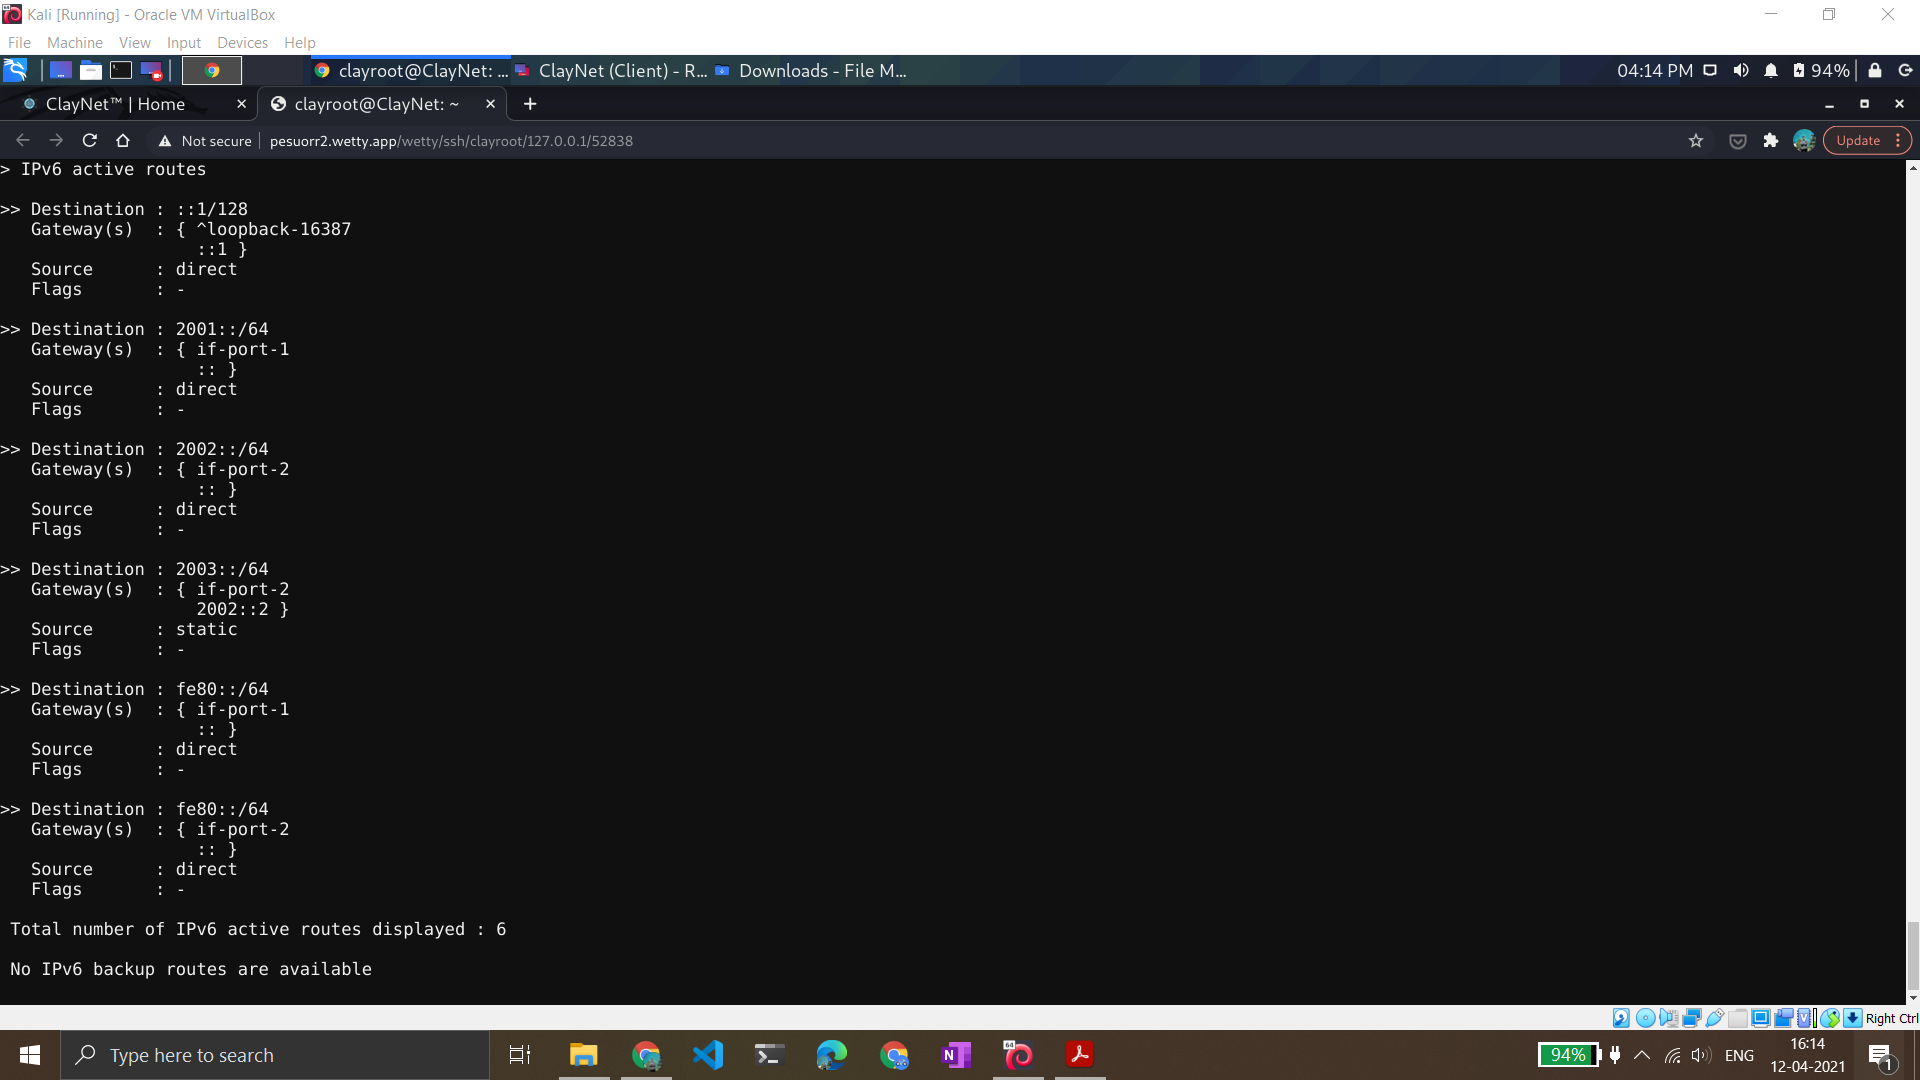 Kali [Running] - Oracle VM VirtualBox
File Machine View Input Devices Help
clayroot@ClayNet: ... ClayNet (Client) - R... Downloads - File M... 04:14 PM 94%
ClayNet™ | Home clayroot@ClayNet: ~
Not secure pesuorr2.wetty.app/wetty/ssh/clayroot/127.0.0.1/52838 Update
> IPv6 active routes
>> Destination : ::1/128
Gateway(s) : { ^loopback-16387
::1 }
Source : direct
Flags : -
>> Destination : 2001::/64
Gateway(s) : { if-port-1
:: }
Source : direct
Flags : -
>> Destination : 2002::/64
Gateway(s) : { if-port-2
:: }
Source : direct
Flags : -
>> Destination : 2003::/64
Gateway(s) : { if-port-2
2002::2 }
Source : static
Flags : -
>> Destination : fe80::/64
Gateway(s) : { if-port-1
:: }
Source : direct
Flags : -
>> Destination : fe80::/64
Gateway(s) : { if-port-2
:: }
Source : direct
Flags : -
Total number of IPv6 active routes displayed : 6
No IPv6 backup routes are available
Right Ctrl
Type here to search 94% ENG 16:14
12-04-2021 1